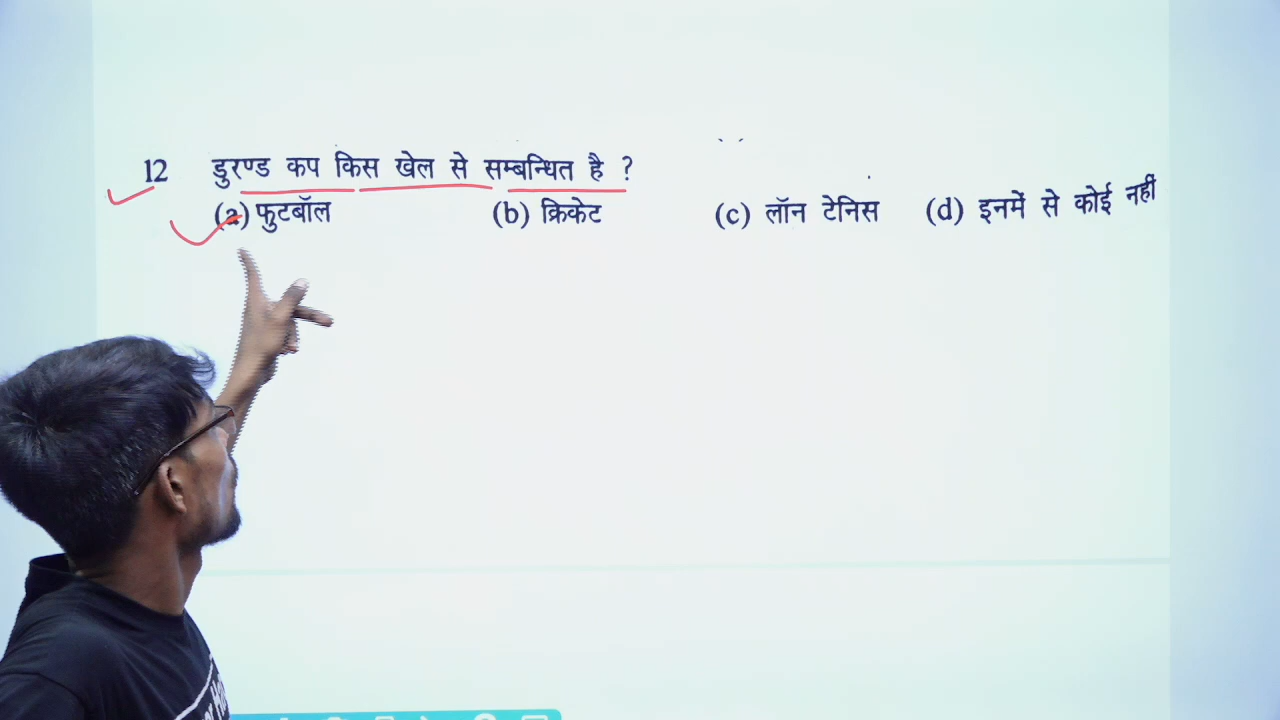 12 डुरण्ड कप किस खेल से सम्बन्धित है ?
(a) फुटबॉल (b) क्रिकेट (c) लॉन टेनिस (d) इनमें से कोई नहीं